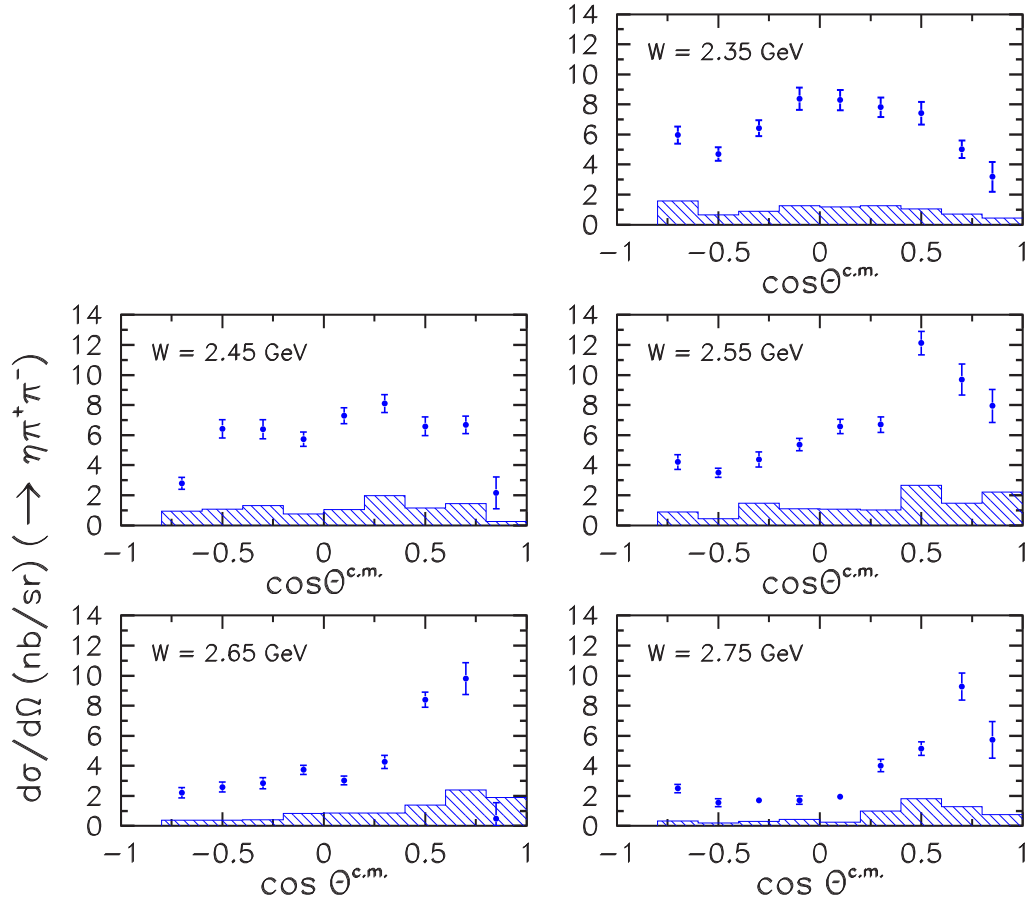 dσ/dΩ (nb/sr) ( → ηπ⁺π⁻)
14
12
10
8
6
4
2
0
W = 2.35 GeV
−1 −0.5 0 0.5 1
cosΘᶜ·ᵐ·
14
12
10
8
6
4
2
0
W = 2.45 GeV
−1 −0.5 0 0.5 1
cosΘᶜ·ᵐ·
14
12
10
8
6
4
2
0
W = 2.55 GeV
−1 −0.5 0 0.5 1
cosΘᶜ·ᵐ·
14
12
10
8
6
4
2
0
W = 2.65 GeV
−1 −0.5 0 0.5 1
cos Θᶜ·ᵐ·
14
12
10
8
6
4
2
0
W = 2.75 GeV
−1 −0.5 0 0.5 1
cos Θᶜ·ᵐ·